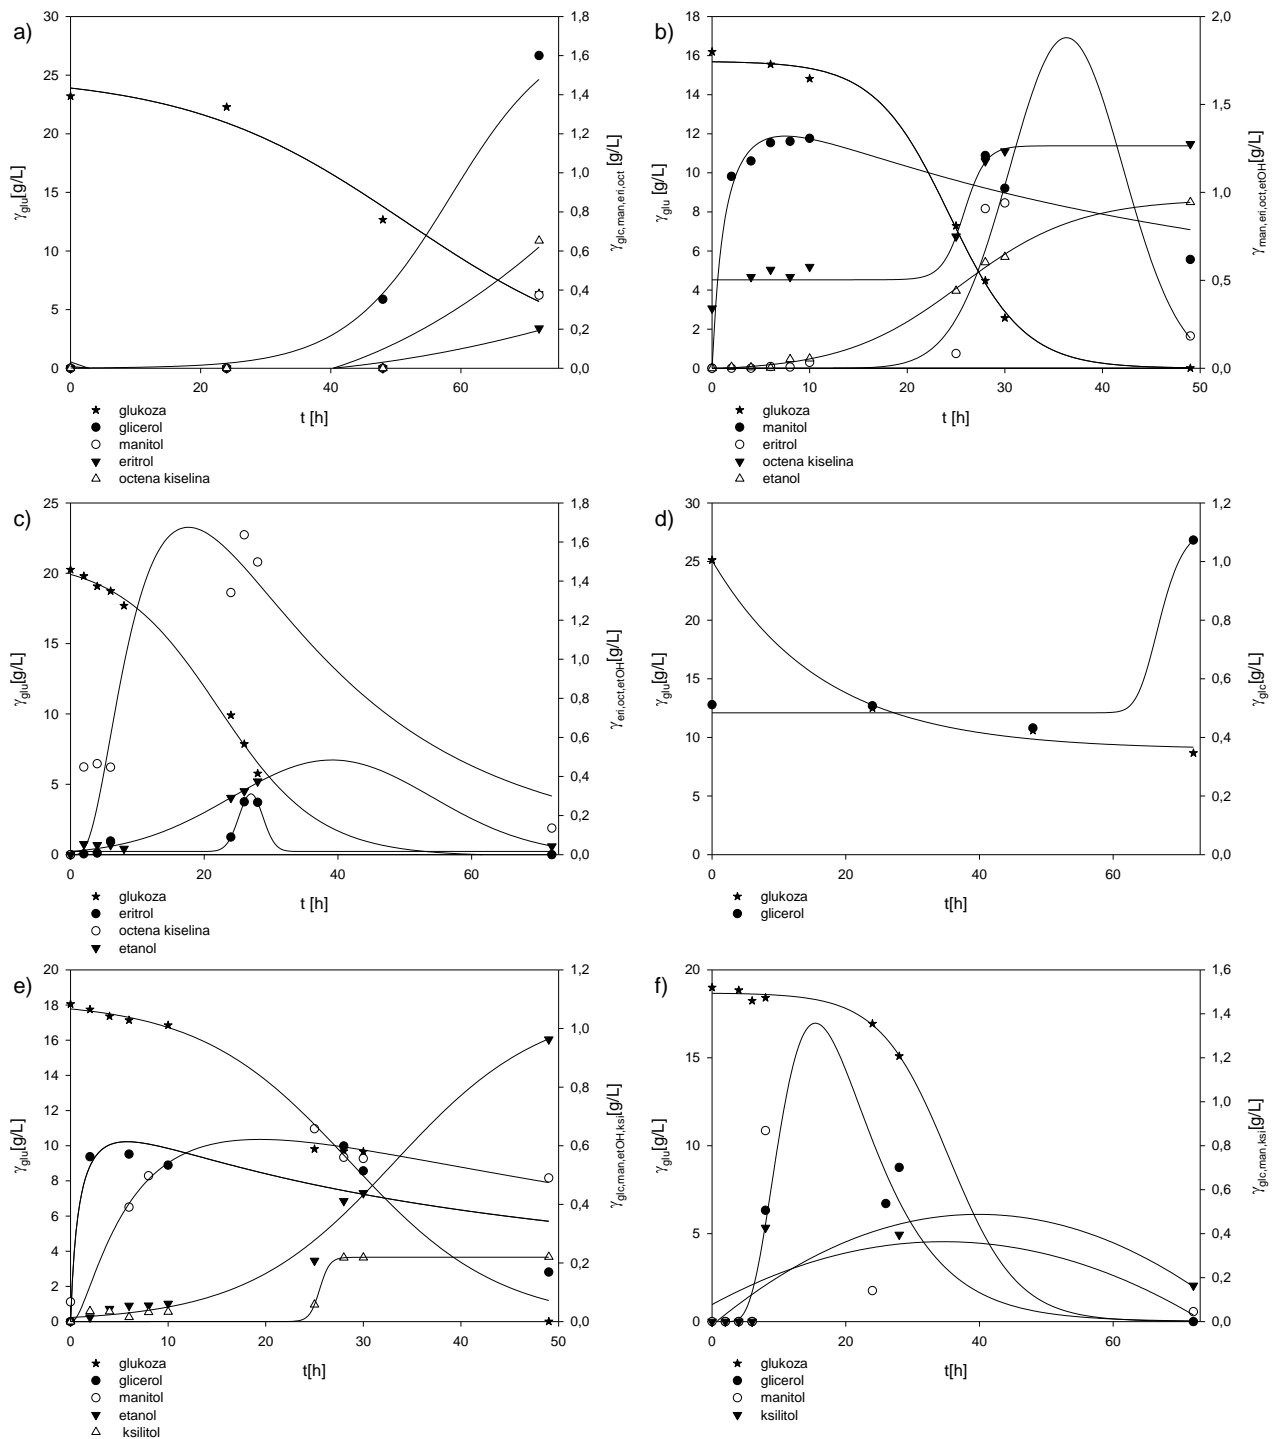 a)
30
25
20
15
10
5
0
1,8
1,6
1,4
1,2
1,0
0,8
0,6
0,4
0,2
0,0
0
20
40
60
γglu[g/L]
γglc,man,eri,oct [g/L]
t [h]
glukoza
glicerol
manitol
eritrol
octena kiselina
b)
18
16
14
12
10
8
6
4
2
0
2,0
1,5
1,0
0,5
0,0
0
10
20
30
40
50
γglu [g/L]
γman,eri,oct,etOH[g/L]
t [h]
glukoza
manitol
eritrol
octena kiselina
etanol
c)
25
20
15
10
5
0
1,8
1,6
1,4
1,2
1,0
0,8
0,6
0,4
0,2
0,0
0
20
40
60
γglu[g/L]
γeri,oct,etOH[g/L]
t [h]
glukoza
eritrol
octena kiselina
etanol
d)
30
25
20
15
10
5
0
1,2
1,0
0,8
0,6
0,4
0,2
0,0
0
20
40
60
γglu[g/L]
γglc[g/L]
t[h]
glukoza
glicerol
e)
20
18
16
14
12
10
8
6
4
2
0
1,2
1,0
0,8
0,6
0,4
0,2
0,0
0
10
20
30
40
50
γglu[g/L]
γglc,man,etOH,ksi[g/L]
t[h]
glukoza
glicerol
manitol
etanol
ksilitol
f)
20
15
10
5
0
1,6
1,4
1,2
1,0
0,8
0,6
0,4
0,2
0,0
0
20
40
60
γglu[g/L]
γglc,man,ksi[g/L]
t[h]
glukoza
glicerol
manitol
ksilitol